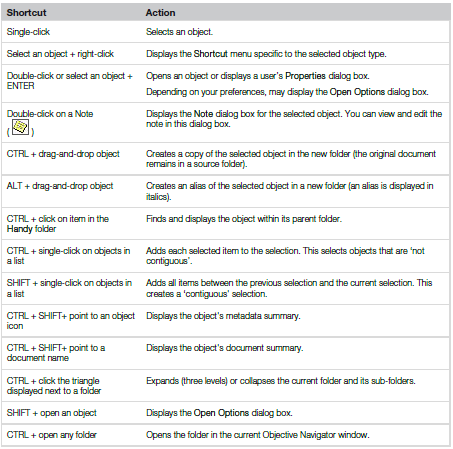 Shortcut Action
Single-click Selects an object.
Select an object + right-click Displays the Shortcut menu specific to the selected object type.
Double-click or select an object + Opens an object or displays a user's Properties dialog box.
ENTER Depending on your preferences, may display the Open Options dialog box.
Double-click on a Note Displays the Note dialog box for the selected object. You can view and edit the
( ) note in this dialog box.
CTRL + drag-and-drop object Creates a copy of the selected object in the new folder (the original document
remains in a source folder).
ALT + drag-and-drop object Creates an alias of the selected object in a new folder (an alias is displayed in
italics).
CTRL + click on item in the Finds and displays the object within its parent folder.
Handy folder
CTRL + single-click on objects in Adds each selected item to the selection. This selects objects that are 'not
a list contiguous'.
SHIFT + single-click on objects in Adds all items between the previous selection and the current selection. This
a list creates a 'contiguous' selection.
CTRL + SHIFT+ point to an object Displays the object's metadata summary.
icon
CTRL + SHIFT+ point to a Displays the object's document summary.
document name
CTRL + click the triangle Expands (three levels) or collapses the current folder and its sub-folders.
displayed next to a folder
SHIFT + open an object Displays the Open Options dialog box.
CTRL + open any folder Opens the folder in the current Objective Navigator window.